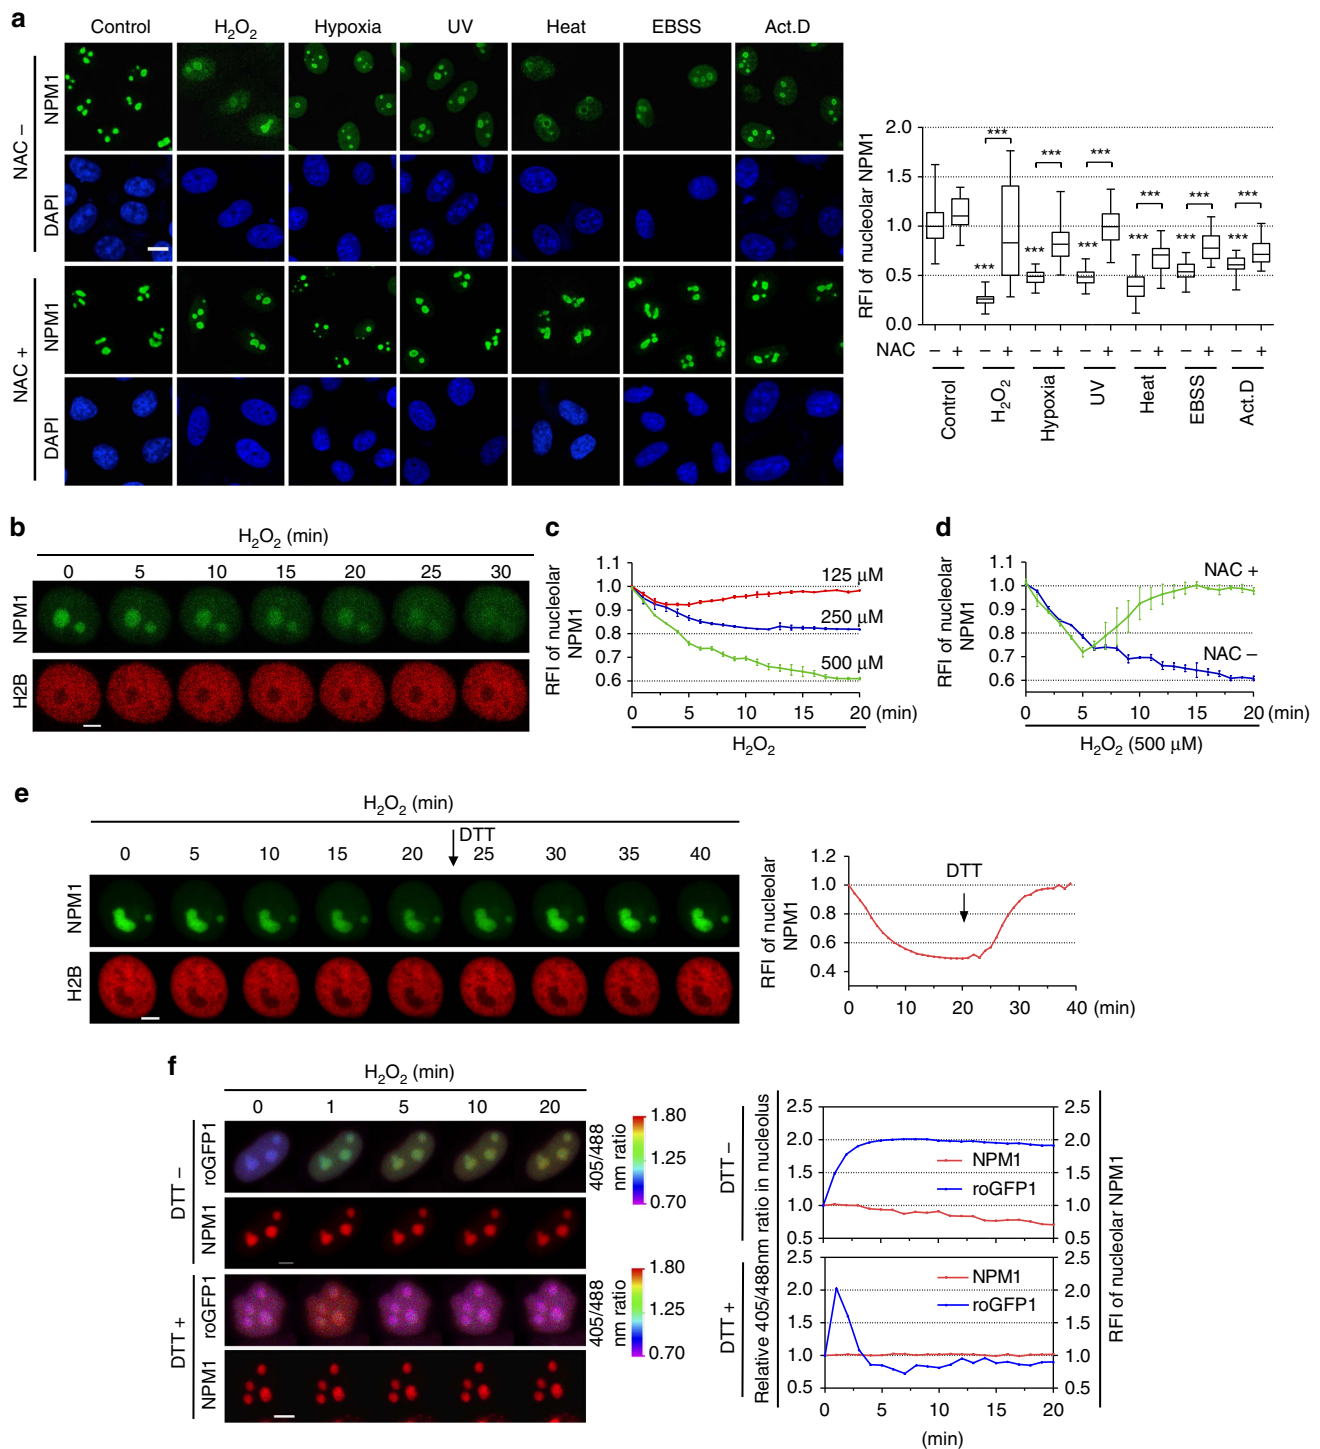 a
Control H2O2 Hypoxia UV Heat EBSS Act.D
NAC –
NPM1
DAPI
NAC +
NPM1
DAPI
RFI of nucleolar NPM1
2.0
1.5
1.0
0.5
0.0
*** *** *** *** *** ***
*** *** *** *** *** ***
NAC – + – + – + – + – + – + – +
Control H2O2 Hypoxia UV Heat EBSS Act.D
b
H2O2 (min)
0 5 10 15 20 25 30
NPM1
H2B
c
RFI of nucleolar
NPM1
1.1
1.0
0.9
0.8
0.7
0.6
125 µM
250 µM
500 µM
0 5 10 15 20 (min)
H2O2
d
RFI of nucleolar
NPM1
1.1
1.0
0.9
0.8
0.7
0.6
NAC +
NAC –
0 5 10 15 20 (min)
H2O2 (500 µM)
e
H2O2 (min)
DTT
0 5 10 15 20 25 30 35 40
NPM1
H2B
RFI of nucleolar
NPM1
1.2
1.0
0.8
0.6
0.4
DTT
0 10 20 30 40 (min)
f
H2O2 (min)
0 1 5 10 20
DTT –
roGFP1
NPM1
DTT +
roGFP1
NPM1
405/488
nm ratio
1.80
1.25
0.70
405/488
nm ratio
1.80
1.25
0.70
Relative 405/488nm ratio in nucleolus
DTT –
2.5
2.0
1.5
1.0
0.5
NPM1
roGFP1
2.5
2.0
1.5
1.0
0.5
DTT +
2.5
2.0
1.5
1.0
0.5
NPM1
roGFP1
2.5
2.0
1.5
1.0
0.5
RFI of nucleolar NPM1
0 5 10 15 20
(min)